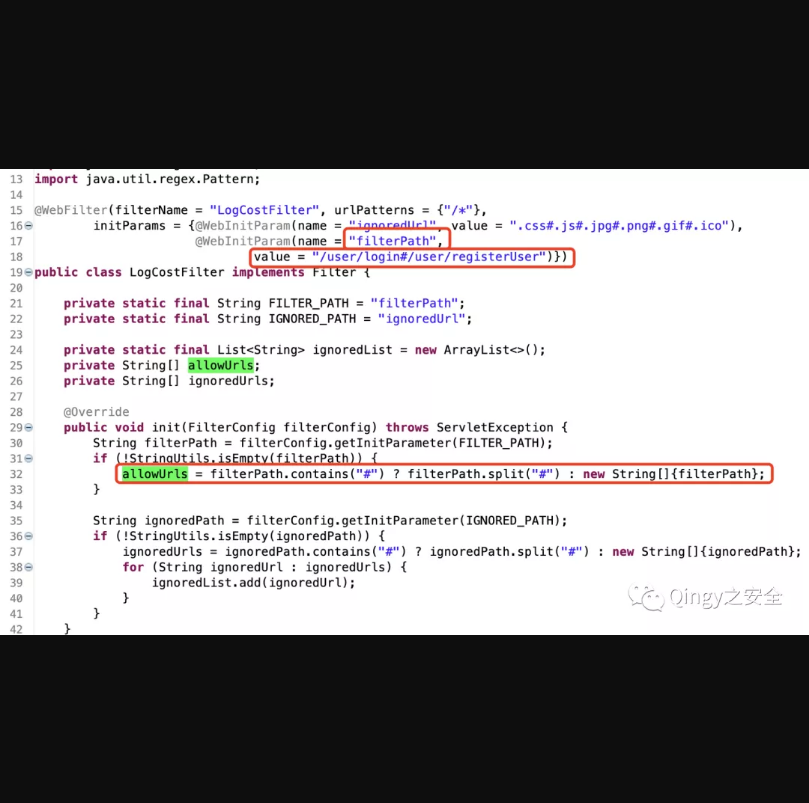 13 import java.util.regex.Pattern;
14
15 @WebFilter(filterName = "LogCostFilter", urlPatterns = {"/*"},
16 initParams = {@WebInitParam(name = "ignoredUrl", value = ".css#.js#.jpg#.png#.gif#.ico"),
17 @WebInitParam(name = "filterPath",
18 value = "/user/login#/user/registerUser")})
19 public class LogCostFilter implements Filter {
20
21 private static final String FILTER_PATH = "filterPath";
22 private static final String IGNORED_PATH = "ignoredUrl";
23
24 private static final List<String> ignoredList = new ArrayList<>();
25 private String[] allowUrls;
26 private String[] ignoredUrls;
27
28 @Override
29 public void init(FilterConfig filterConfig) throws ServletException {
30 String filterPath = filterConfig.getInitParameter(FILTER_PATH);
31 if (!StringUtils.isEmpty(filterPath)) {
32 allowUrls = filterPath.contains("#") ? filterPath.split("#") : new String[]{filterPath};
33 }
34
35 String ignoredPath = filterConfig.getInitParameter(IGNORED_PATH);
36 if (!StringUtils.isEmpty(ignoredPath)) {
37 ignoredUrls = ignoredPath.contains("#") ? ignoredPath.split("#") : new String[]{ignoredPath};
38 for (String ignoredUrl : ignoredUrls) {
39 ignoredList.add(ignoredUrl);
40 }
41 }
42 }
Qingy之安全